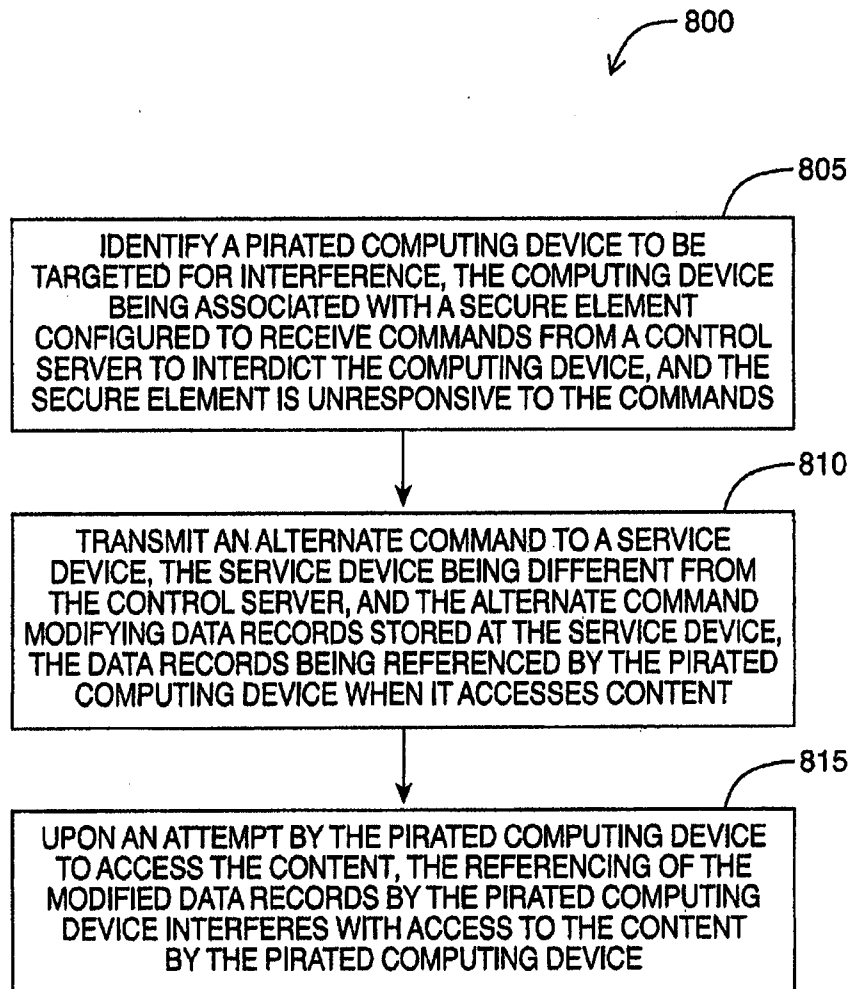 800
805
IDENTIFY A PIRATED COMPUTING DEVICE TO BE
TARGETED FOR INTERFERENCE, THE COMPUTING DEVICE
BEING ASSOCIATED WITH A SECURE ELEMENT
CONFIGURED TO RECEIVE COMMANDS FROM A CONTROL
SERVER TO INTERDICT THE COMPUTING DEVICE, AND THE
SECURE ELEMENT IS UNRESPONSIVE TO THE COMMANDS
810
TRANSMIT AN ALTERNATE COMMAND TO A SERVICE
DEVICE, THE SERVICE DEVICE BEING DIFFERENT FROM
THE CONTROL SERVER, AND THE ALTERNATE COMMAND
MODIFYING DATA RECORDS STORED AT THE SERVICE DEVICE,
THE DATA RECORDS BEING REFERENCED BY THE PIRATED
COMPUTING DEVICE WHEN IT ACCESSES CONTENT
815
UPON AN ATTEMPT BY THE PIRATED COMPUTING DEVICE
TO ACCESS THE CONTENT, THE REFERENCING OF THE
MODIFIED DATA RECORDS BY THE PIRATED COMPUTING
DEVICE INTERFERES WITH ACCESS TO THE CONTENT
BY THE PIRATED COMPUTING DEVICE